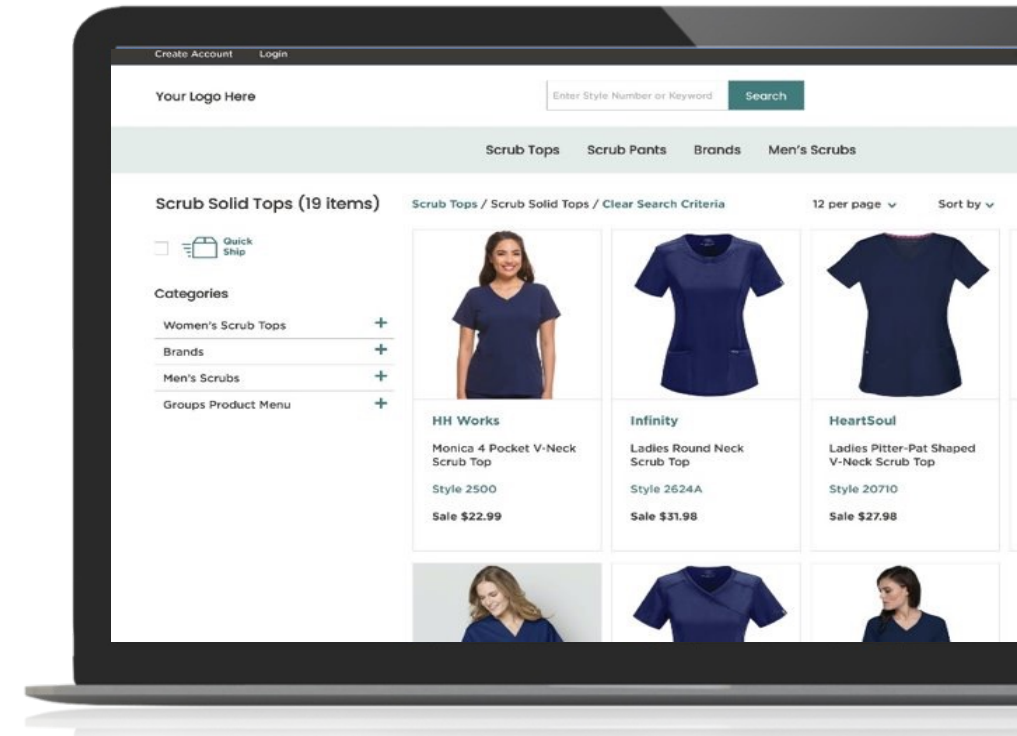 Create Account Login
Your Logo Here
Enter Style Number or Keyword Search
Scrub Tops Scrub Pants Brands Men's Scrubs
Scrub Solid Tops (19 items)
Scrub Tops / Scrub Solid Tops / Clear Search Criteria
12 per page Sort by
Quick
Ship
Categories
Women's Scrub Tops
Brands
Men's Scrubs
Groups Product Menu
HH Works
Monica 4 Pocket V-Neck
Scrub Top
Style 2500
Sale $22.99
Infinity
Ladies Round Neck
Scrub Top
Style 2624A
Sale $31.98
HeartSoul
Ladies Pitter-Pat Shaped
V-Neck Scrub Top
Style 20710
Sale $27.98